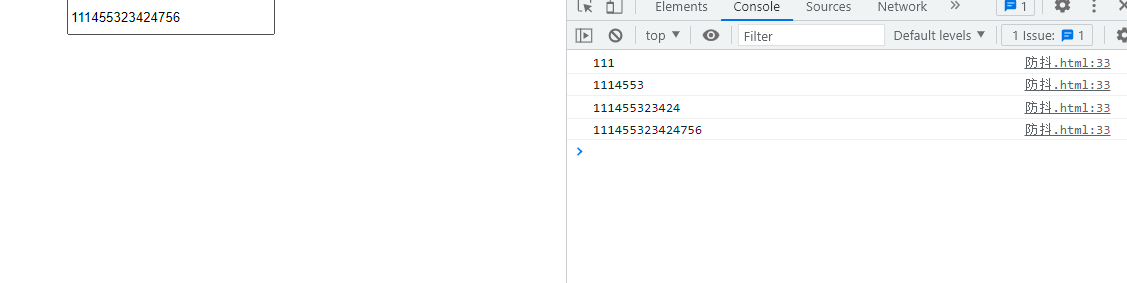 111455323424756
Elements Console Sources Network » 1
top ▼ Filter Default levels ▼ 1 Issue: 1
111 防抖.html:33
1114553 防抖.html:33
111455323424 防抖.html:33
111455323424756 防抖.html:33